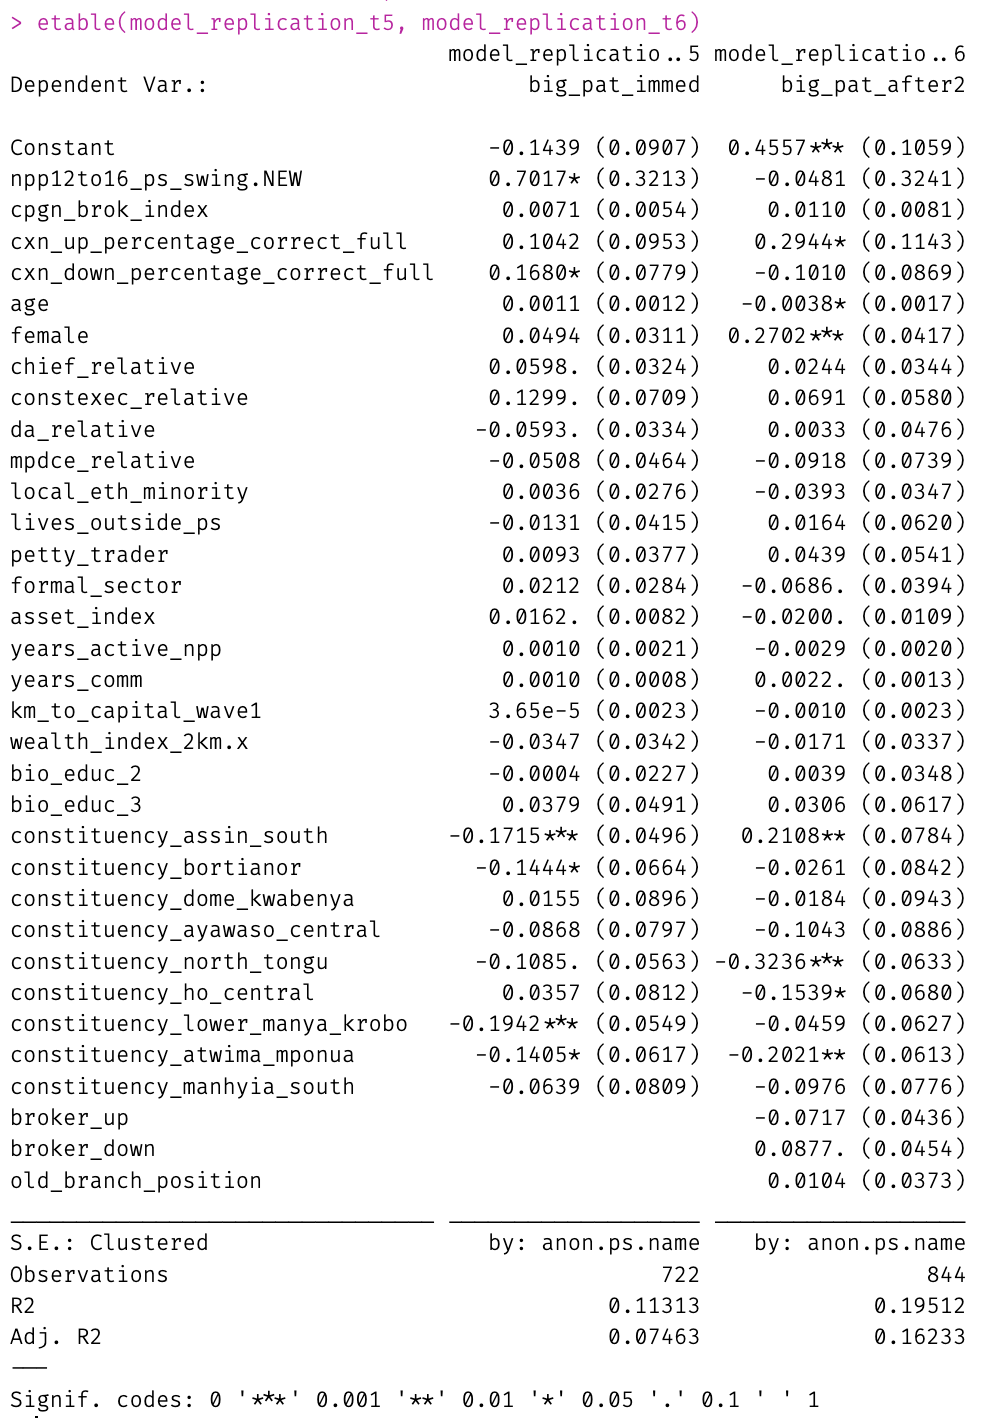 > etable(model_replication_t5, model_replication_t6)
model_replicatio..5 model_replicatio..6
Dependent Var.: big_pat_immed big_pat_after2
Constant -0.1439 (0.0907) 0.4557*** (0.1059)
npp12to16_ps_swing.NEW 0.7017* (0.3213) -0.0481 (0.3241)
cpgn_brok_index 0.0071 (0.0054) 0.0110 (0.0081)
cxn_up_percentage_correct_full 0.1042 (0.0953) 0.2944* (0.1143)
cxn_down_percentage_correct_full 0.1680* (0.0779) -0.1010 (0.0869)
age 0.0011 (0.0012) -0.0038* (0.0017)
female 0.0494 (0.0311) 0.2702*** (0.0417)
chief_relative 0.0598. (0.0324) 0.0244 (0.0344)
constexec_relative 0.1299. (0.0709) 0.0691 (0.0580)
da_relative -0.0593. (0.0334) 0.0033 (0.0476)
mpdce_relative -0.0508 (0.0464) -0.0918 (0.0739)
local_eth_minority 0.0036 (0.0276) -0.0393 (0.0347)
lives_outside_ps -0.0131 (0.0415) 0.0164 (0.0620)
petty_trader 0.0093 (0.0377) 0.0439 (0.0541)
formal_sector 0.0212 (0.0284) -0.0686. (0.0394)
asset_index 0.0162. (0.0082) -0.0200. (0.0109)
years_active_npp 0.0010 (0.0021) -0.0029 (0.0020)
years_comm 0.0010 (0.0008) 0.0022. (0.0013)
km_to_capital_wave1 3.65e-5 (0.0023) -0.0010 (0.0023)
wealth_index_2km.x -0.0347 (0.0342) -0.0171 (0.0337)
bio_educ_2 -0.0004 (0.0227) 0.0039 (0.0348)
bio_educ_3 0.0379 (0.0491) 0.0306 (0.0617)
constituency_assin_south -0.1715*** (0.0496) 0.2108** (0.0784)
constituency_bortianor -0.1444* (0.0664) -0.0261 (0.0842)
constituency_dome_kwabenya 0.0155 (0.0896) -0.0184 (0.0943)
constituency_ayawaso_central -0.0868 (0.0797) -0.1043 (0.0886)
constituency_north_tongu -0.1085. (0.0563) -0.3236*** (0.0633)
constituency_ho_central 0.0357 (0.0812) -0.1539* (0.0680)
constituency_lower_manya_krobo -0.1942*** (0.0549) -0.0459 (0.0627)
constituency_atwima_mponua -0.1405* (0.0617) -0.2021** (0.0613)
constituency_manhyia_south -0.0639 (0.0809) -0.0976 (0.0776)
broker_up -0.0717 (0.0436)
broker_down 0.0877. (0.0454)
old_branch_position 0.0104 (0.0373)
________________________________ ___________________ ___________________
S.E.: Clustered by: anon.ps.name by: anon.ps.name
Observations 722 844
R2 0.11313 0.19512
Adj. R2 0.07463 0.16233
---
Signif. codes: 0 '***' 0.001 '**' 0.01 '*' 0.05 '.' 0.1 ' ' 1